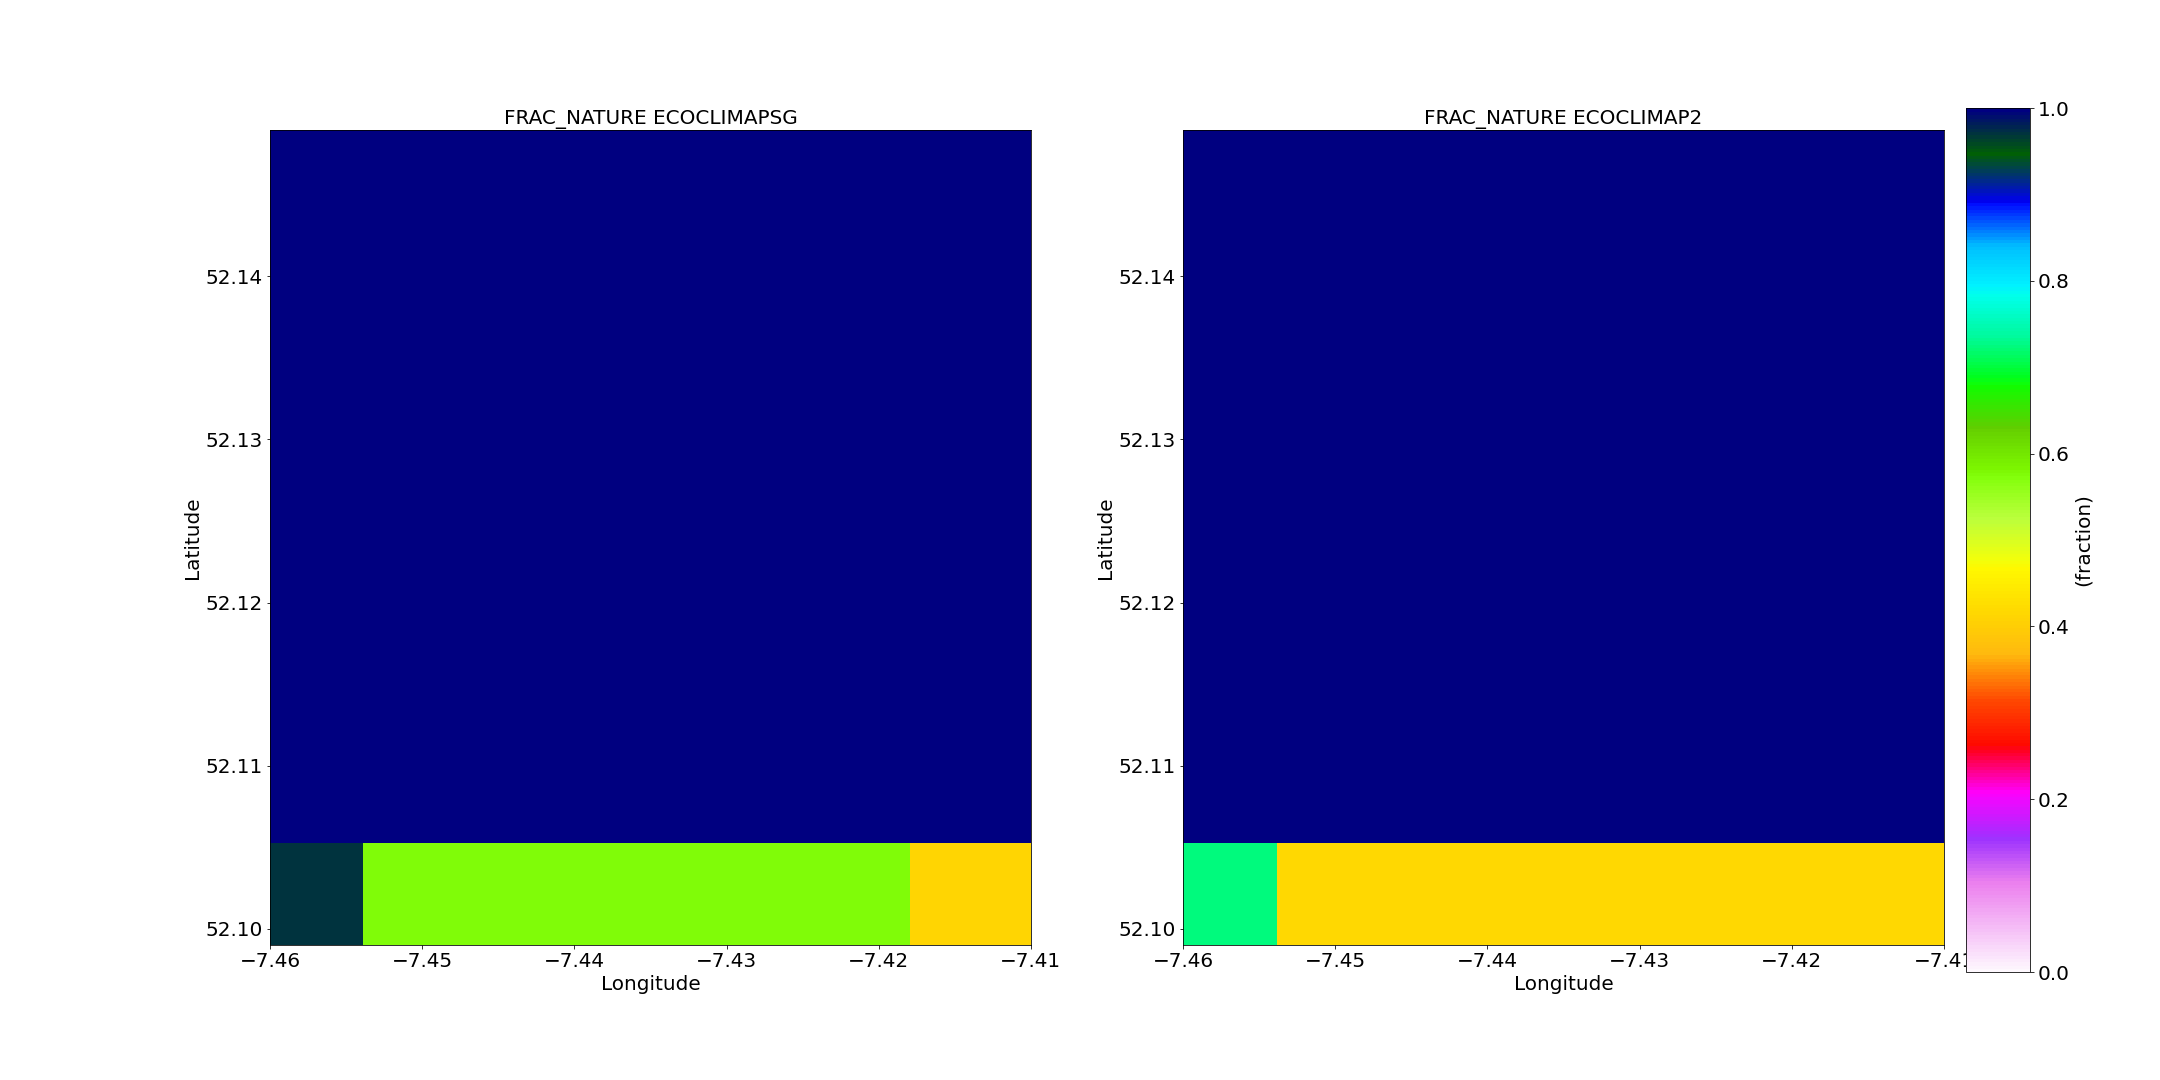 FRAC_NATURE ECOCLIMAPSG
Latitude
52.14
52.13
52.12
52.11
52.10
−7.46 −7.45 −7.44 −7.43 −7.42 −7.41
Longitude
FRAC_NATURE ECOCLIMAP2
Latitude
52.14
52.13
52.12
52.11
52.10
−7.46 −7.45 −7.44 −7.43 −7.42 −7.41
Longitude
1.0
0.8
0.6
0.4
0.2
0.0
(fraction)